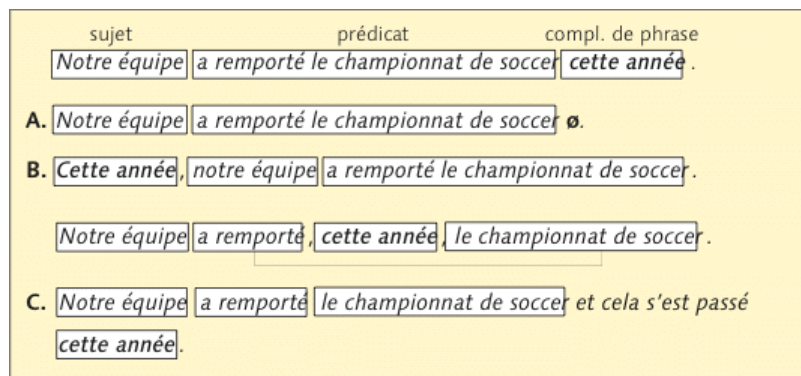 sujet prédicat compl. de phrase
Notre équipe a remporté le championnat de soccer cette année.
A. Notre équipe a remporté le championnat de soccer ø.
B. Cette année, notre équipe a remporté le championnat de soccer.
Notre équipe a remporté, cette année, le championnat de soccer.
C. Notre équipe a remporté le championnat de soccer et cela s'est passé
cette année.